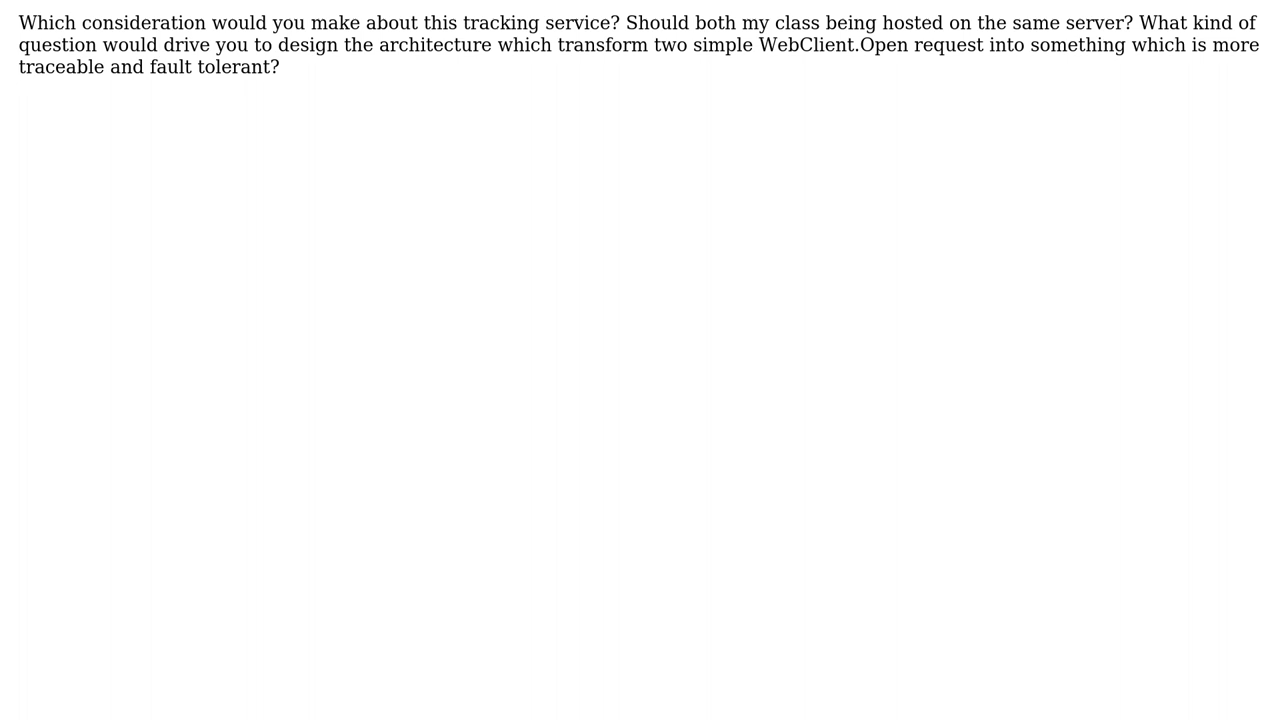 Which consideration would you make about this tracking service? Should both my class being hosted on the same server? What kind of
question would drive you to design the architecture which transform two simple WebClient.Open request into something which is more
traceable and fault tolerant?